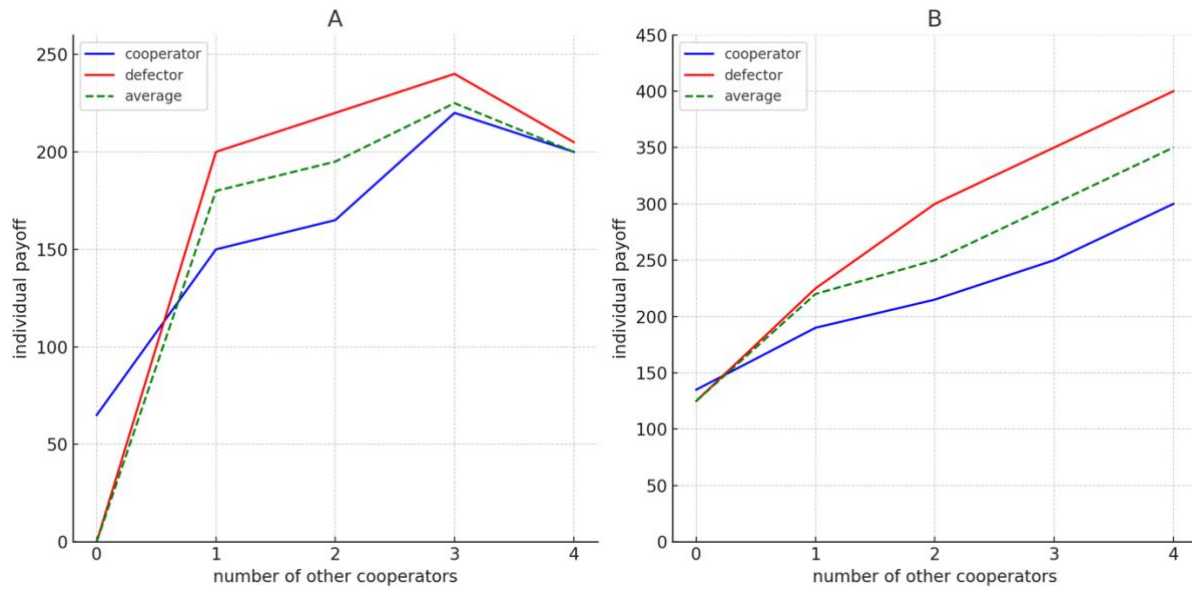 A
250
200
150
100
50
0
individual payoff
cooperator
defector
average
0 1 2 3 4
number of other cooperators
B
450
400
350
300
250
200
150
100
50
0
individual payoff
cooperator
defector
average
0 1 2 3 4
number of other cooperators